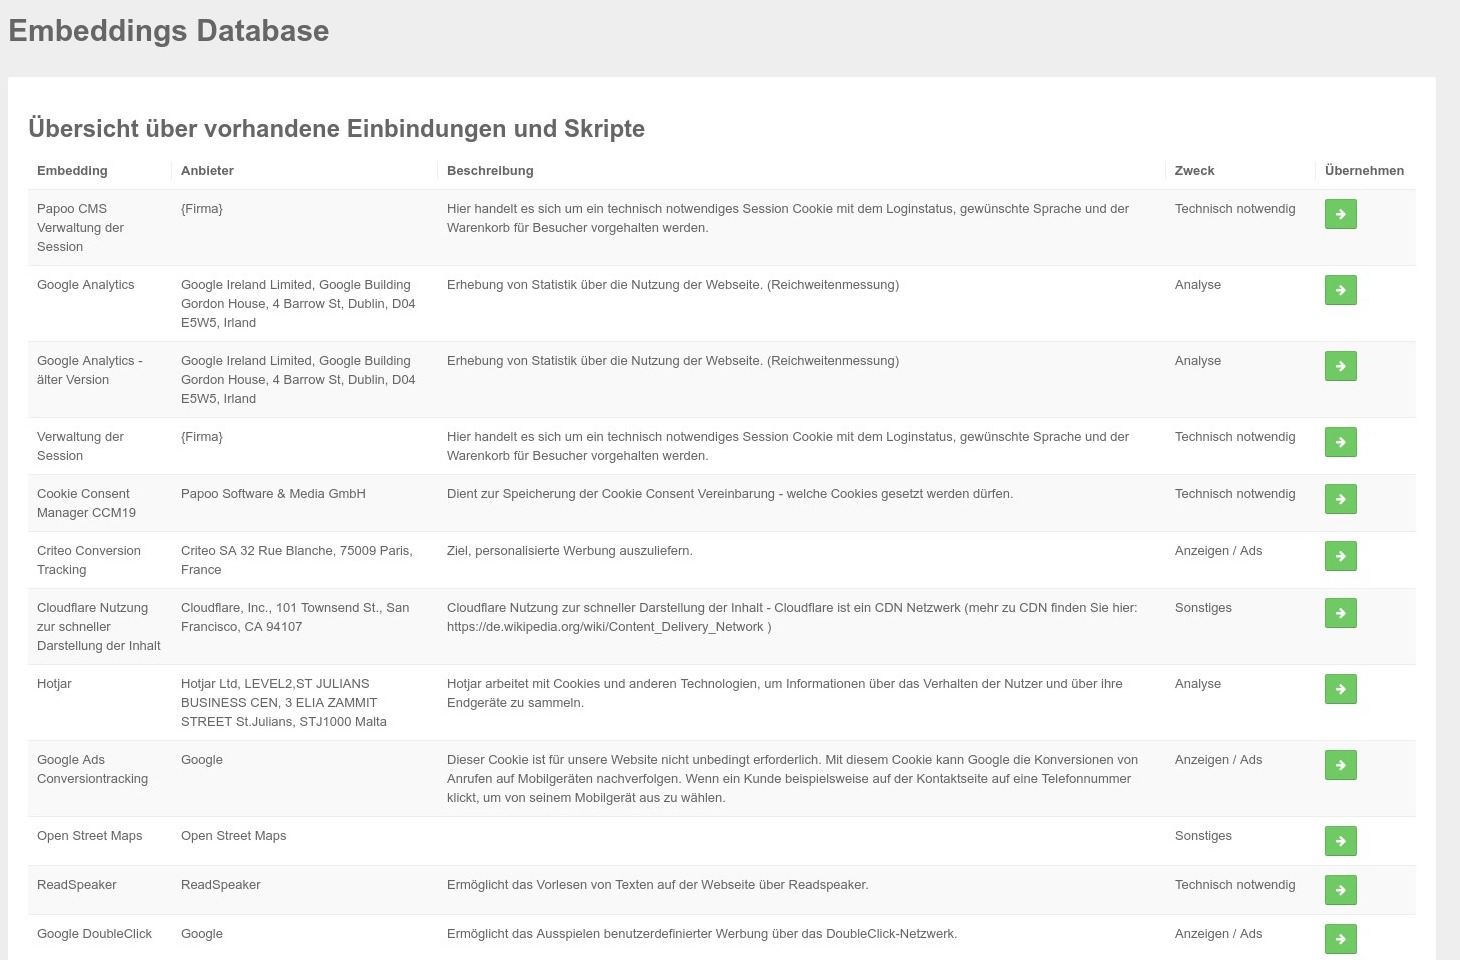 Embeddings Database
Übersicht über vorhandene Einbindungen und Skripte
Embedding Anbieter Beschreibung Zweck Übernehmen
Papoo CMS Verwaltung der Session {Firma} Hier handelt es sich um ein technisch notwendiges Session Cookie mit dem Loginstatus, gewünschte Sprache und der Warenkorb für Besucher vorgehalten werden. Technisch notwendig
Google Analytics Google Ireland Limited, Google Building Gordon House, 4 Barrow St, Dublin, D04 E5W5, Irland Erhebung von Statistik über die Nutzung der Webseite. (Reichweitenmessung) Analyse
Google Analytics - älter Version Google Ireland Limited, Google Building Gordon House, 4 Barrow St, Dublin, D04 E5W5, Irland Erhebung von Statistik über die Nutzung der Webseite. (Reichweitenmessung) Analyse
Verwaltung der Session {Firma} Hier handelt es sich um ein technisch notwendiges Session Cookie mit dem Loginstatus, gewünschte Sprache und der Warenkorb für Besucher vorgehalten werden. Technisch notwendig
Cookie Consent Manager CCM19 Papoo Software & Media GmbH Dient zur Speicherung der Cookie Consent Vereinbarung - welche Cookies gesetzt werden dürfen. Technisch notwendig
Criteo Conversion Tracking Criteo SA 32 Rue Blanche, 75009 Paris, France Ziel, personalisierte Werbung auszuliefern. Anzeigen / Ads
Cloudflare Nutzung zur schneller Darstellung der Inhalt Cloudflare, Inc., 101 Townsend St., San Francisco, CA 94107 Cloudflare Nutzung zur schneller Darstellung der Inhalt - Cloudflare ist ein CDN Netzwerk (mehr zu CDN finden Sie hier: https://de.wikipedia.org/wiki/Content_Delivery_Network ) Sonstiges
Hotjar Hotjar Ltd, LEVEL2,ST JULIANS BUSINESS CEN, 3 ELIA ZAMMIT STREET St.Julians, STJ1000 Malta Hotjar arbeitet mit Cookies und anderen Technologien, um Informationen über das Verhalten der Nutzer und über ihre Endgeräte zu sammeln. Analyse
Google Ads Conversiontracking Google Dieser Cookie ist für unsere Website nicht unbedingt erforderlich. Mit diesem Cookie kann Google die Konversionen von Anrufen auf Mobilgeräten nachverfolgen. Wenn ein Kunde beispielsweise auf der Kontaktseite auf eine Telefonnummer klickt, um von seinem Mobilgerät aus zu wählen. Anzeigen / Ads
Open Street Maps Open Street Maps Sonstiges
ReadSpeaker ReadSpeaker Ermöglicht das Vorlesen von Texten auf der Webseite über Readspeaker. Technisch notwendig
Google DoubleClick Google Ermöglicht das Ausspielen benutzerdefinierter Werbung über das DoubleClick-Netzwerk. Anzeigen / Ads